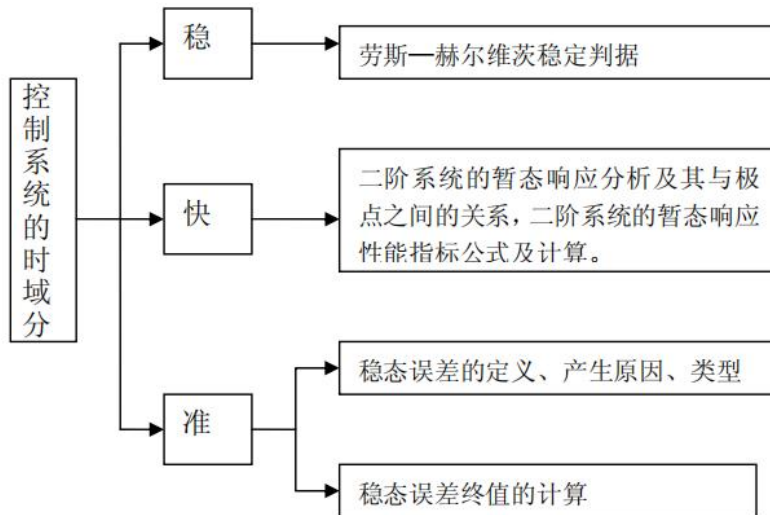 控制系统的时域分
稳
劳斯—赫尔维茨稳定判据
快
二阶系统的暂态响应分析及其与极
点之间的关系，二阶系统的暂态响应
性能指标公式及计算。
准
稳态误差的定义、产生原因、类型
稳态误差终值的计算